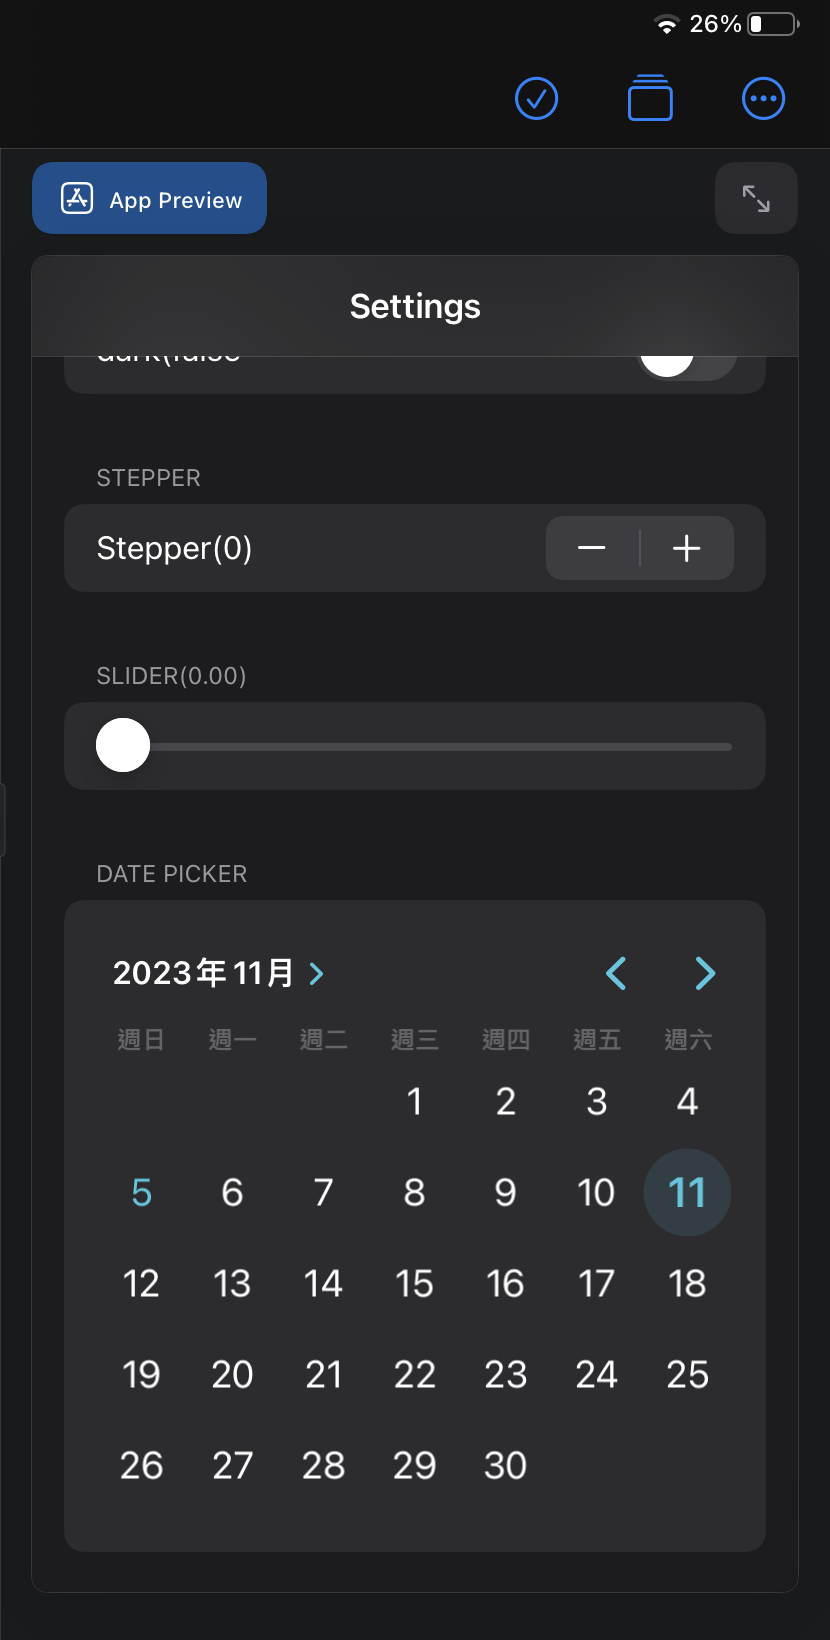 26%
App Preview
Settings
dark(false
STEPPER
Stepper(0)
SLIDER(0.00)
DATE PICKER
2023年 11月
週日 週一 週二 週三 週四 週五 週六
1 2 3 4
5 6 7 8 9 10 11
12 13 14 15 16 17 18
19 20 21 22 23 24 25
26 27 28 29 30